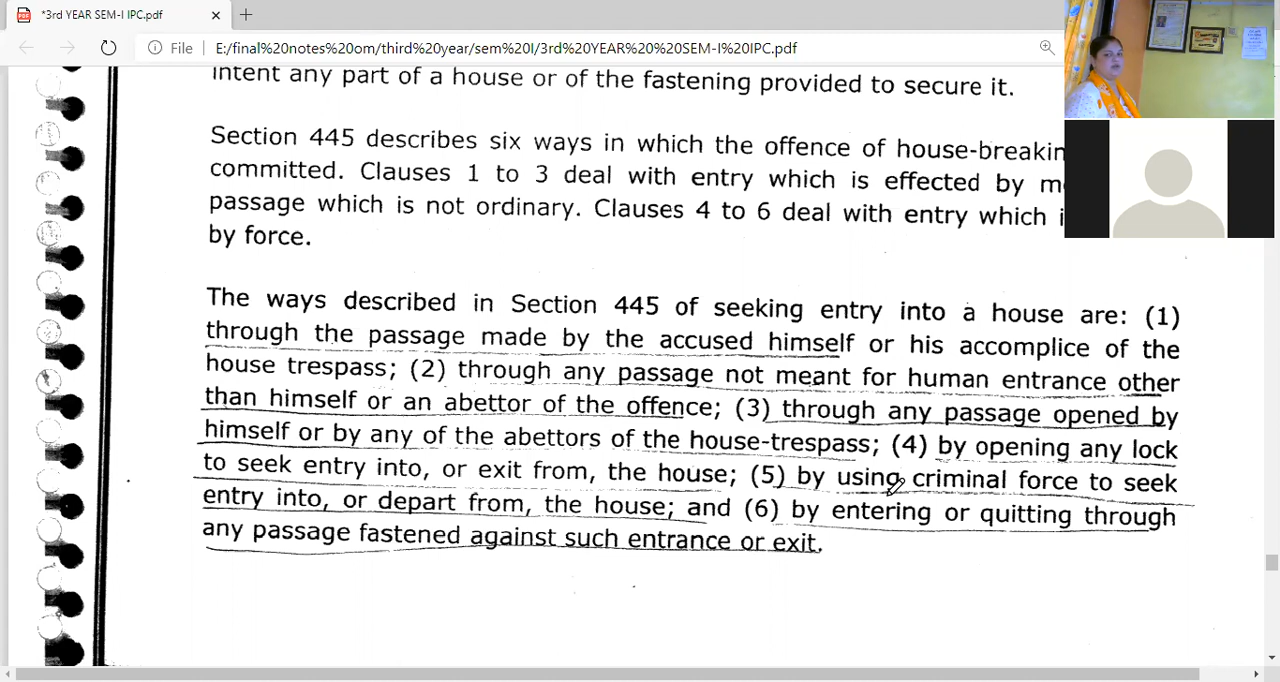 *3rd YEAR SEM-I IPC.pdf
File
E:/final%20notes%20om/third%20year/sem%20I/3rd%20YEAR%20%20SEM-I%20IPC.pdf
intent any part of a house or of the fastening provided to secure it.
Section 445 describes six ways in which the offence of house-breakin
committed. Clauses 1 to 3 deal with entry which is effected by m
passage which is not ordinary. Clauses 4 to 6 deal with entry which i
by force.
The ways described in Section 445 of seeking entry into a house are: (1)
through the passage made by the accused himself or his accomplice of the
house trespass; (2) through any passage not meant for human entrance other
than himself or an abettor of the offence; (3) through any passage opened by
himself or by any of the abettors of the house-trespass; (4) by opening any lock
to seek entry into, or exit from, the house; (5) by using criminal force to seek
entry into, or depart from, the house; and (6) by entering or quitting through
any passage fastened against such entrance or exit.